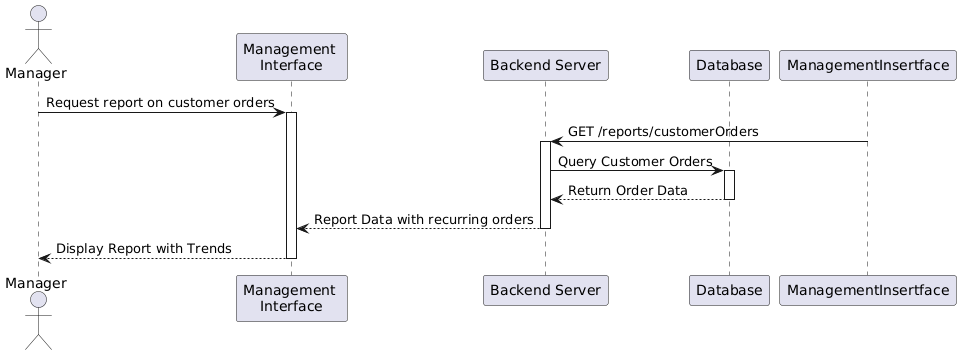 Manager
Management
Interface
Backend Server
Database
ManagementInsertface
Request report on customer orders
GET /reports/customerOrders
Query Customer Orders
Return Order Data
Report Data with recurring orders
Display Report with Trends
Manager
Management
Interface
Backend Server
Database
ManagementInsertface